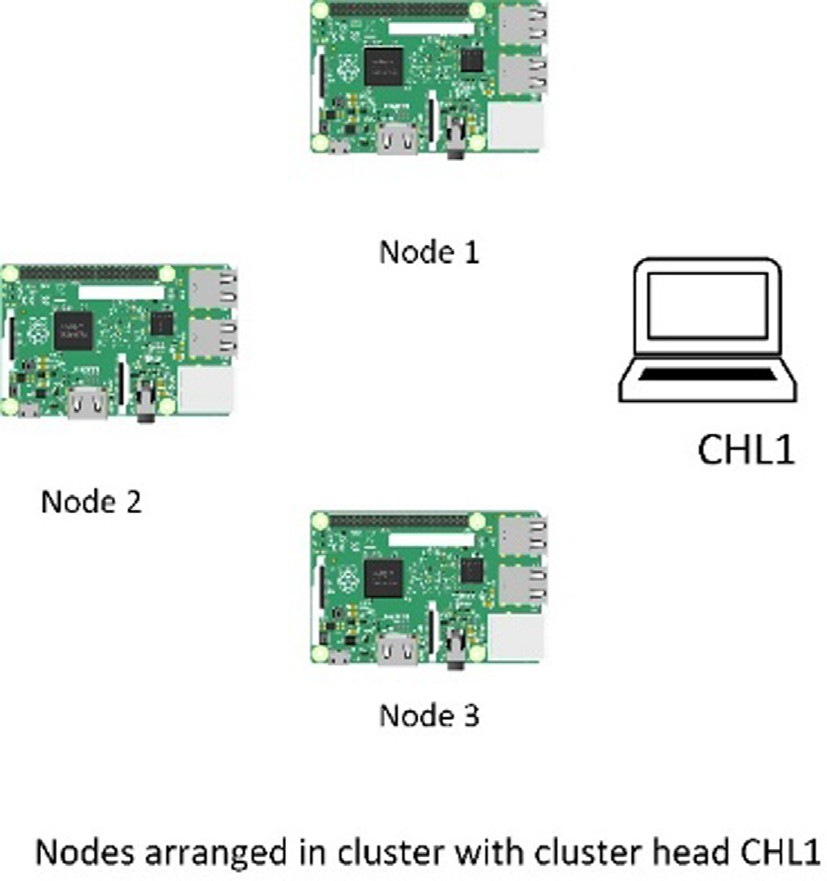 Node 1
CHL1
Node 2
Node 3
Nodes arranged in cluster with cluster head CHL1